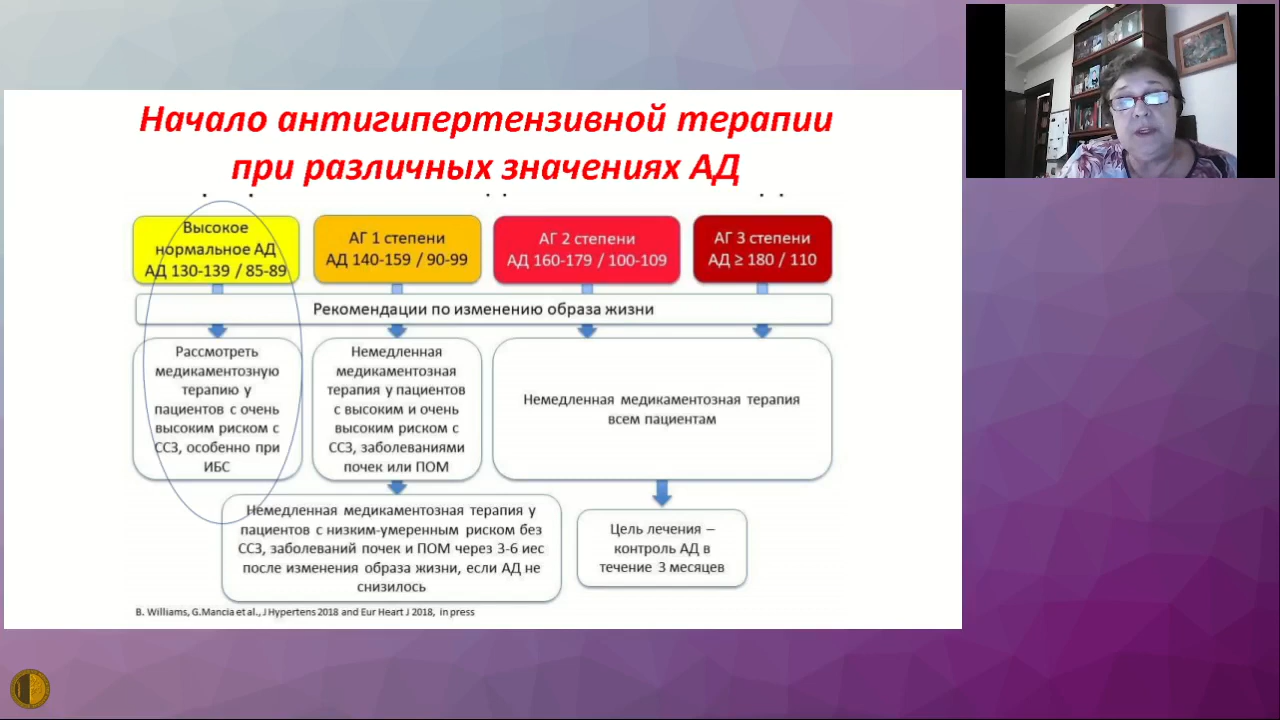 Начало антигипертензивной терапии
при различных значениях АД
Высокое
нормальное АД
АД 130-139 / 85-89
АГ 1 степени
АД 140-159 / 90-99
АГ 2 степени
АД 160-179 / 100-109
АГ 3 степени
АД ≥ 180 / 110
Рекомендации по изменению образа жизни
Рассмотреть
медикаментозную
терапию у
пациентов с очень
высоким риском с
ССЗ, особенно при
ИБС
Немедленная
медикаментозная
терапия у пациентов
с высоким и очень
высоким риском с
ССЗ, заболеваниями
почек или ПОМ
Немедленная медикаментозная терапия
всем пациентам
Немедленная медикаментозная терапия у
пациентов с низким-умеренным риском без
ССЗ, заболеваний почек и ПОМ через 3-6 иес
после изменения образа жизни, если АД не
снизилось
Цель лечения –
контроль АД в
течение 3 месяцев
B. Williams, G.Mancia et al., J Hypertens 2018 and Eur Heart J 2018, in press